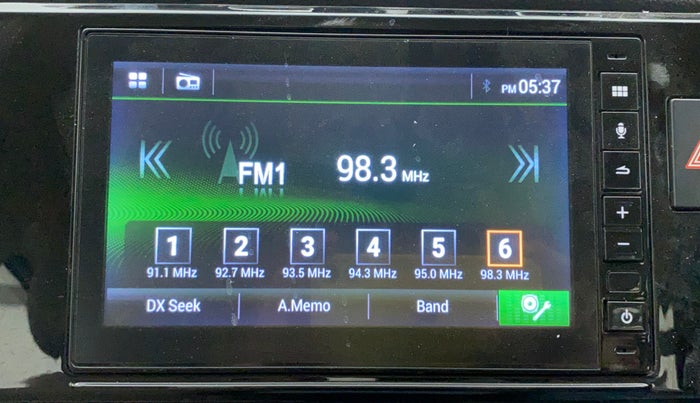 PM 05:37
FM1 98.3 MHz
1 2 3 4 5 6
91.1 MHz 92.7 MHz 93.5 MHz 94.3 MHz 95.0 MHz 98.3 MHz
DX Seek A.Memo Band